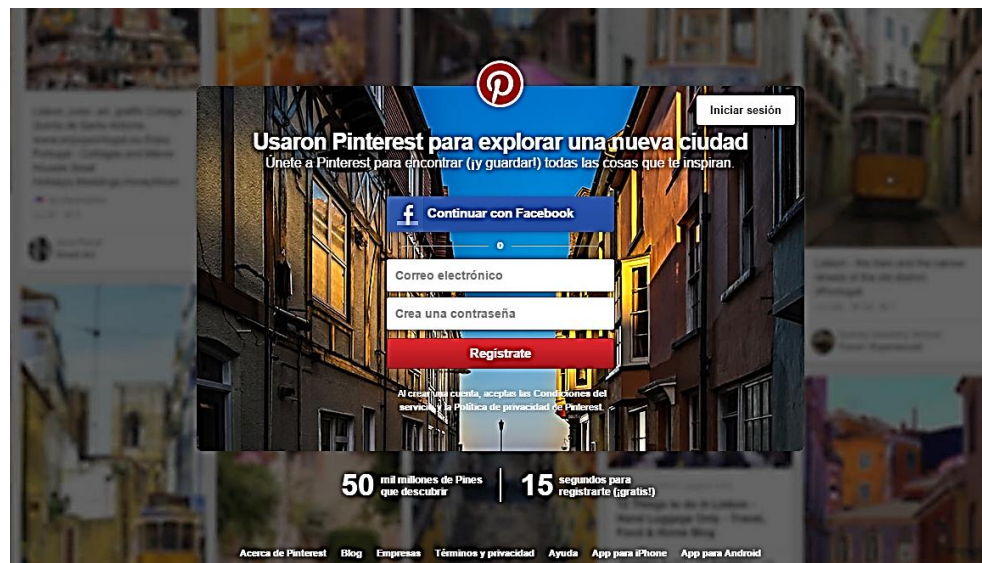 Iniciar sesión
Usaron Pinterest para explorar una nueva ciudad
Únete a Pinterest para encontrar (¡y guardar!) todas las cosas que te inspiran.
f Continuar con Facebook
o
Correo electrónico
Crea una contraseña
Regístrate
Al crear una cuenta, aceptas las Condiciones del
servicio y la Política de privacidad de Pinterest.
50 mil millones de Pines
que descubrir
15 segundos para
registrarte (¡gratis!)
Acerca de Pinterest Blog Empresas Términos y privacidad Ayuda App para iPhone App para Android